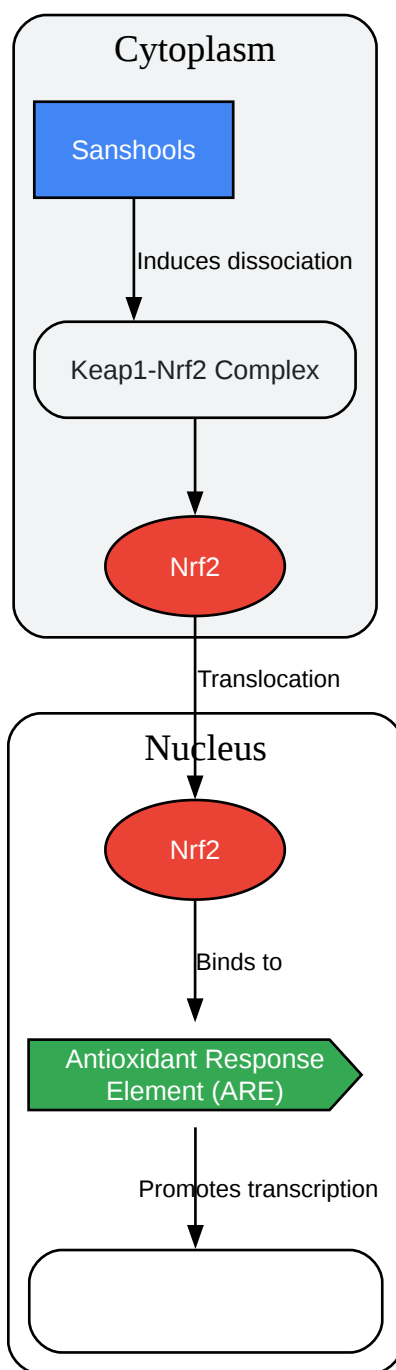 Cytoplasm
Sanshools
Induces dissociation
Keap1-Nrf2 Complex
Nrf2
Translocation
Nucleus
Nrf2
Binds to
Antioxidant Response
Element (ARE)
Promotes transcription